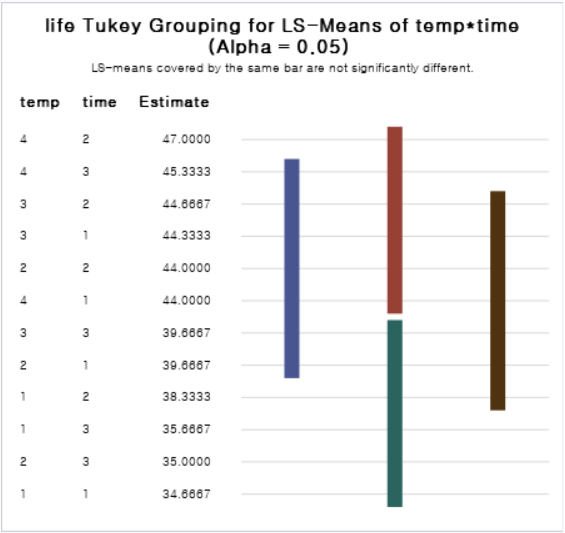 life Tukey Grouping for LS-Means of temp*time
(Alpha = 0.05)
LS-means covered by the same bar are not significantly different.
temp time Estimate
4 2 47.0000
4 3 45.3333
3 2 44.6667
3 1 44.3333
2 2 44.0000
4 1 44.0000
3 3 39.6667
2 1 39.6667
1 2 38.3333
1 3 35.6667
2 3 35.0000
1 1 34.6667